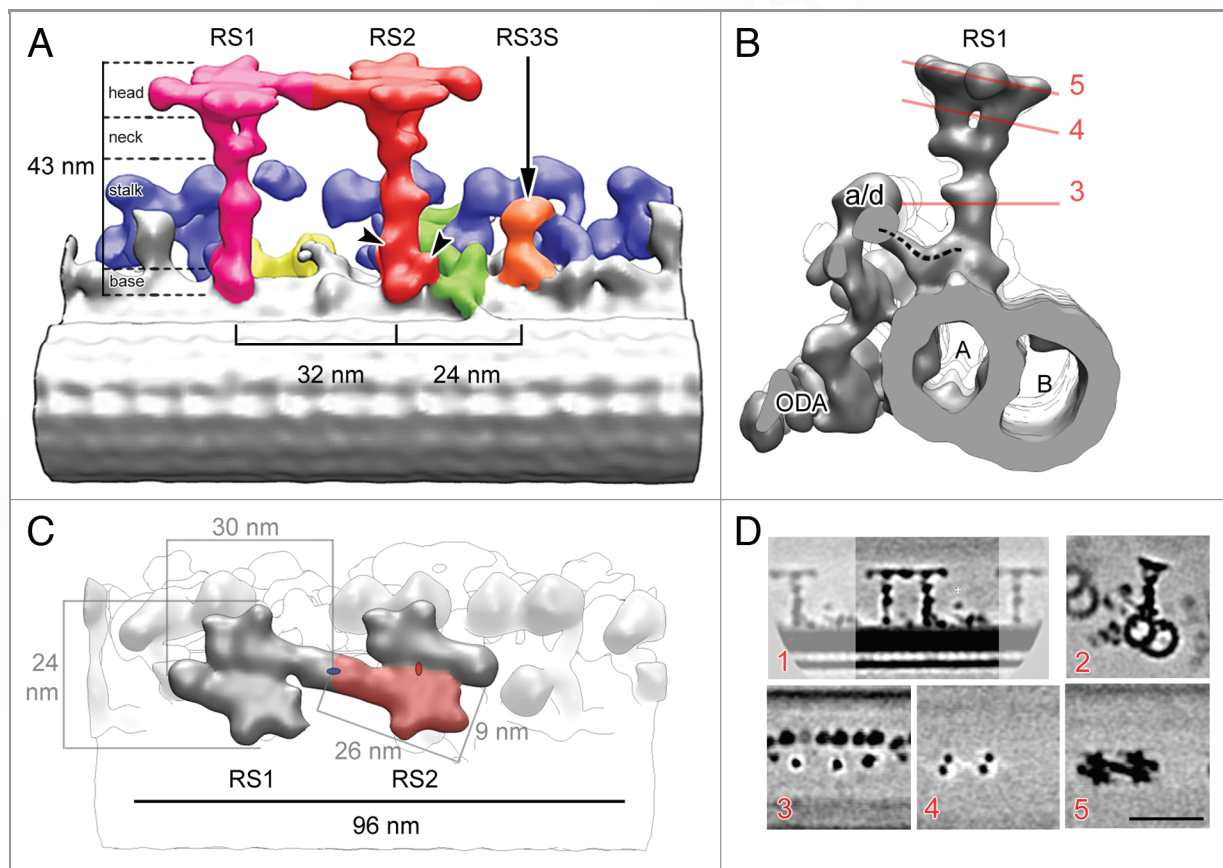 A
RS1
RS2
RS3S
head
neck
43 nm
stalk
base
32 nm
24 nm
B
RS1
5
4
3
a/d
A
B
ODA
C
30 nm
24
nm
26 nm
9 nm
RS1
RS2
96 nm
D
1
2
3
4
5